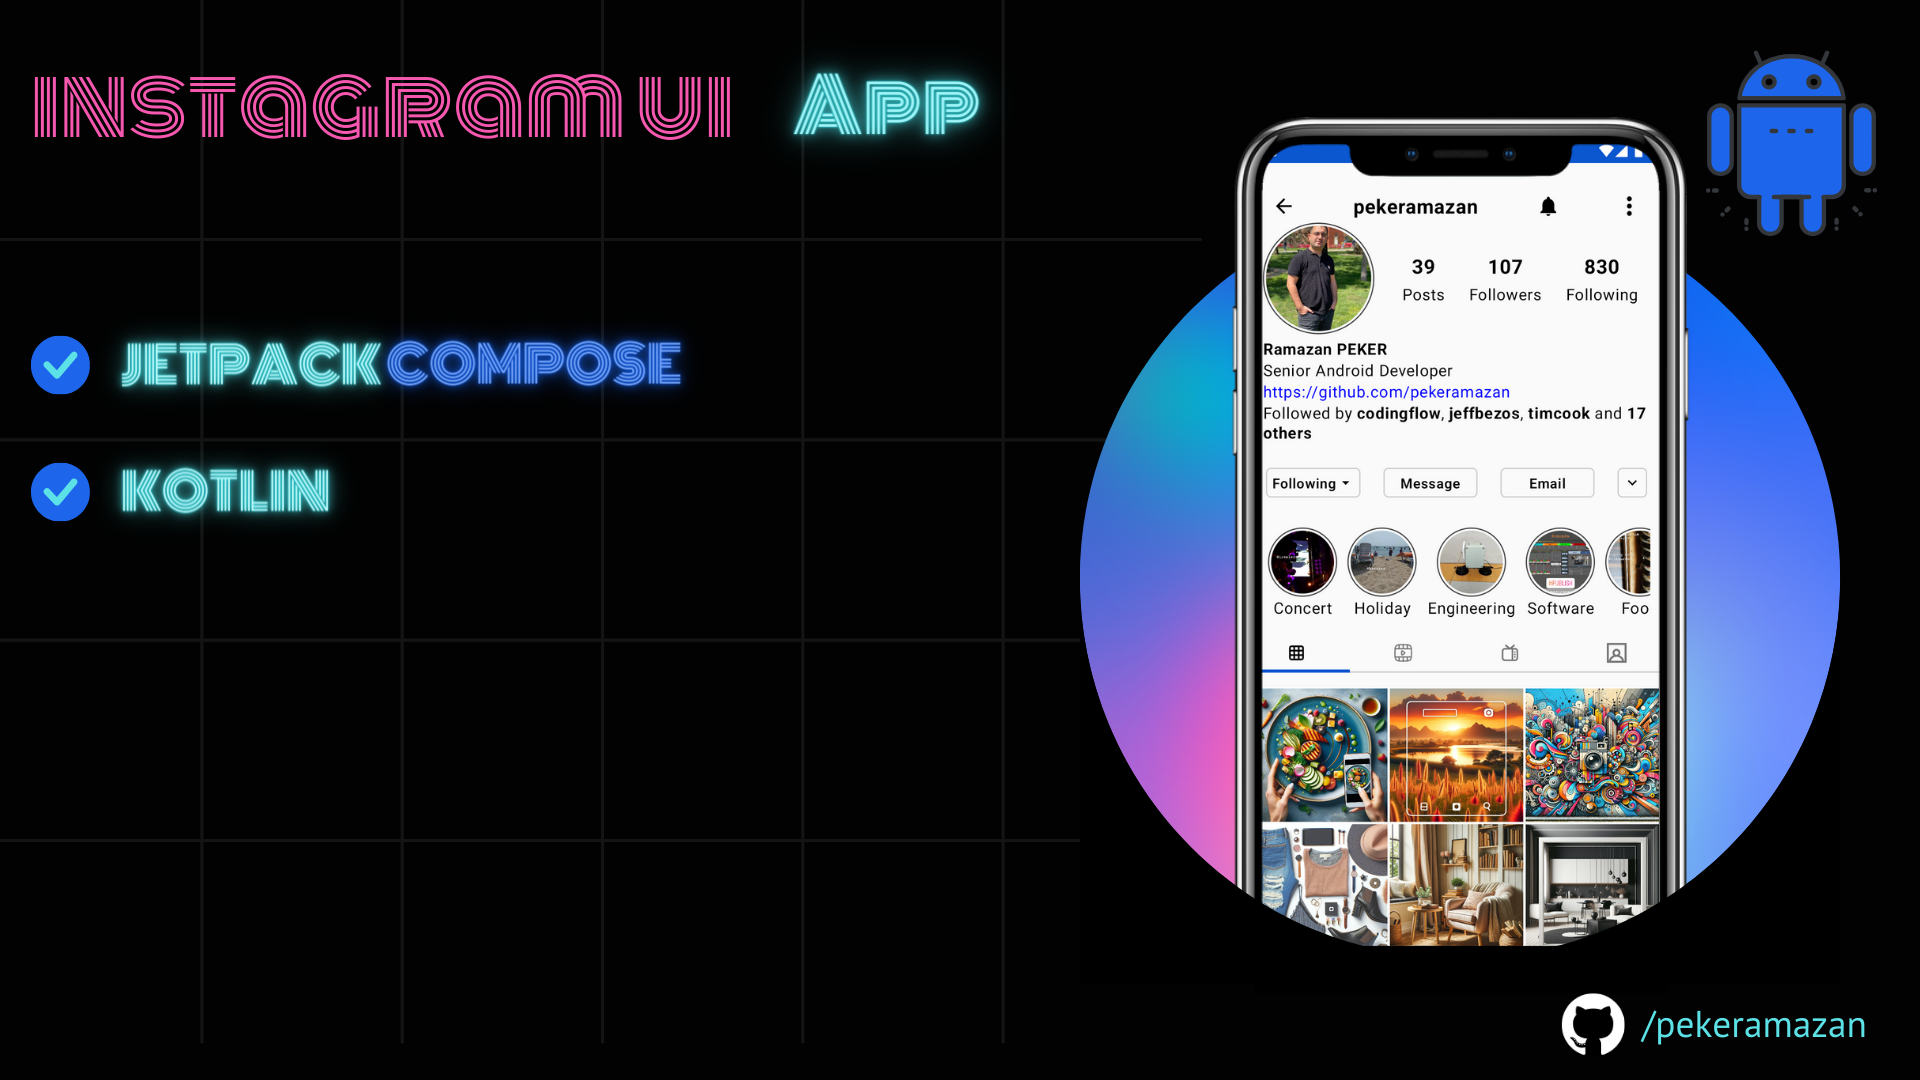 INSTAGRAM UI APP
JETPACK COMPOSE
KOTLIN
pekeramazan
39 107 830
Posts Followers Following
Ramazan PEKER
Senior Android Developer
https://github.com/pekeramazan
Followed by codingflow, jeffbezos, timcook and 17
others
Following Message Email
Concert Holiday Engineering Software Foo
/pekeramazan